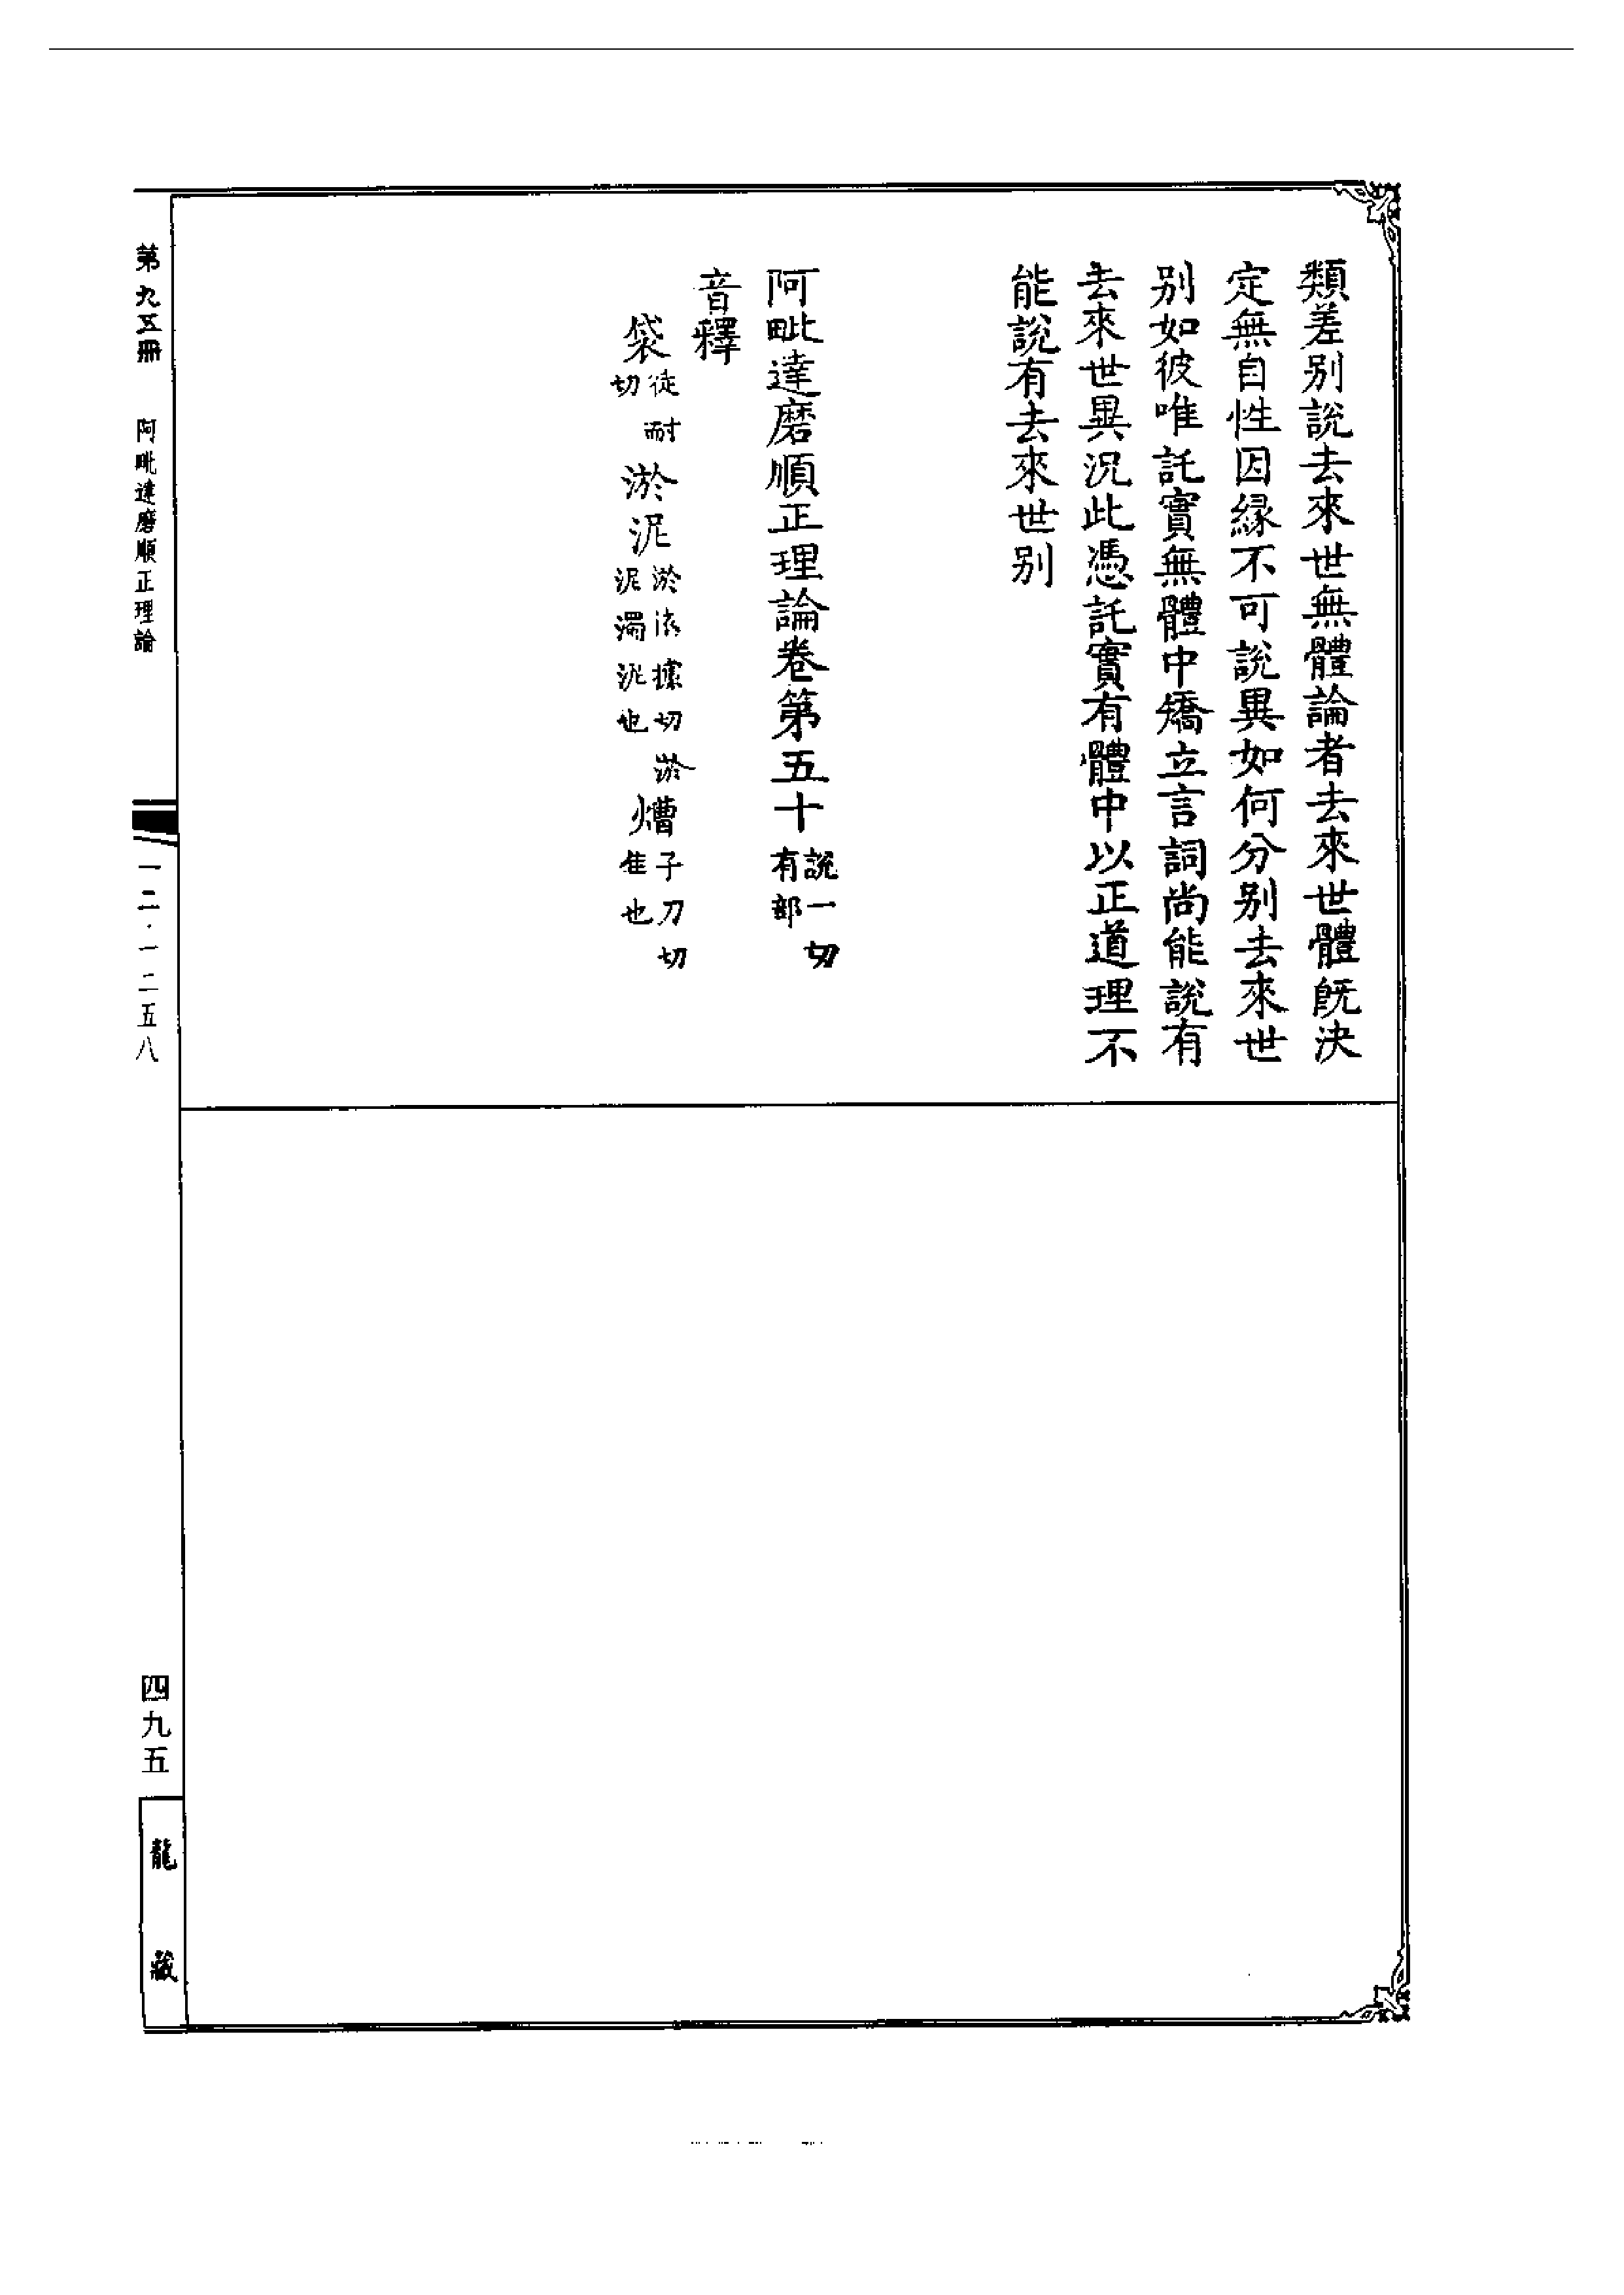 類差別說去來世無體論者去來世體既決
定無自性因緣不可說異如何分別去來世
別如彼唯託實無體中矯立言詞尚能說有
去來世異況此憑託實有體中以正道理不
能說有去來世別
阿毗達磨順正理論卷第五十說一切有部
音釋
袋徒耐切 淤泥淤依據切淤泥濁泥也 㷮子刀切焦也
第九五冊 阿毗達磨順正理論
一二·一二五八
四九五
龍藏